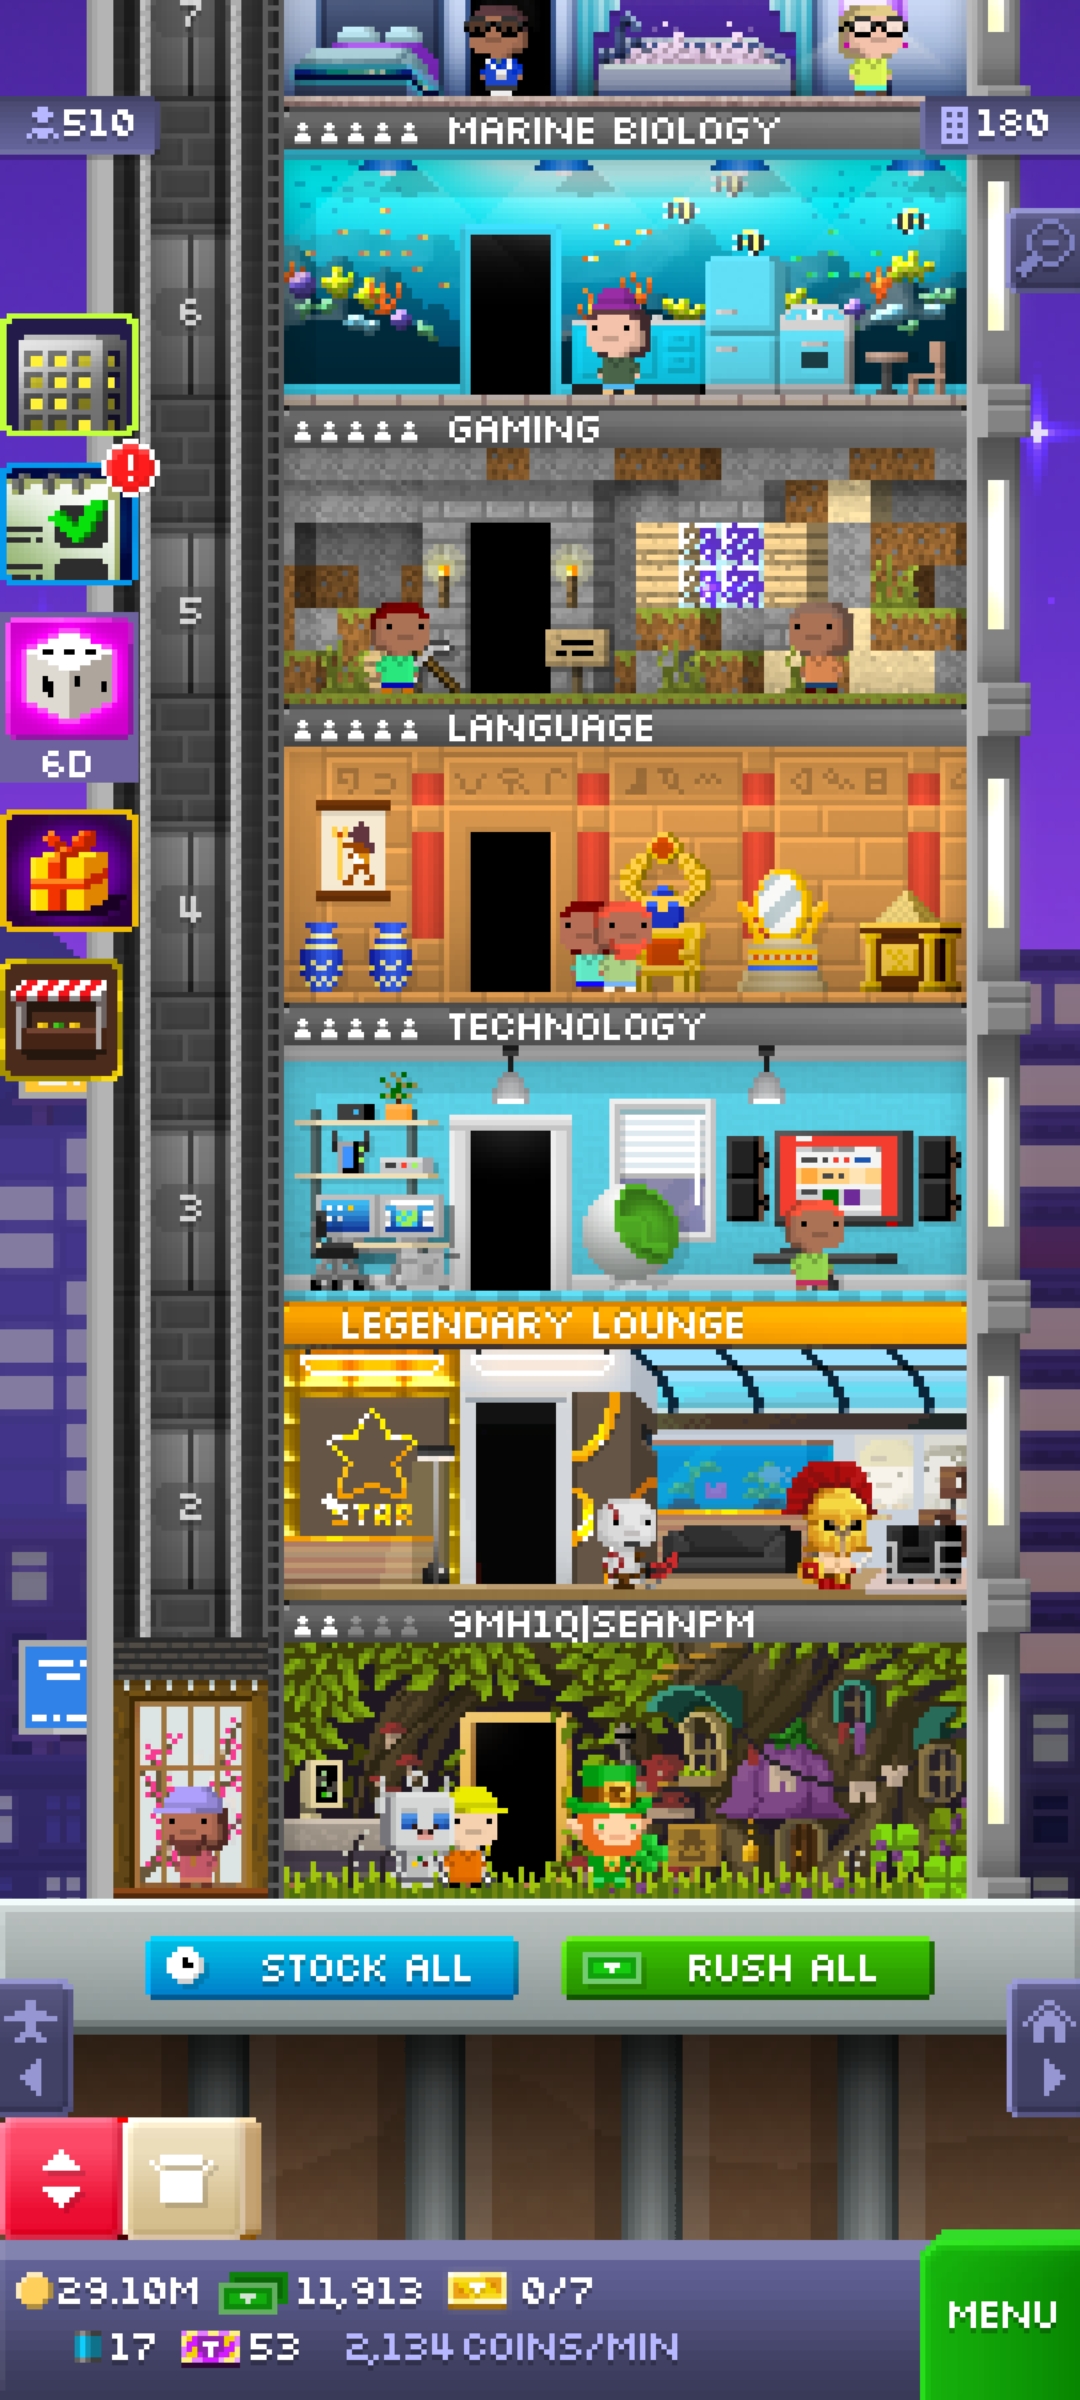 7
510
MARINE BIOLOGY
180
6
GAMING
5
6D
LANGUAGE
4
TECHNOLOGY
3
LEGENDARY LOUNGE
STAR
2
9MH1Q|SEANPM
STOCK ALL
RUSH ALL
29.10M
11,913
0/7
MENU
17
53
2,134 COINS/MIN